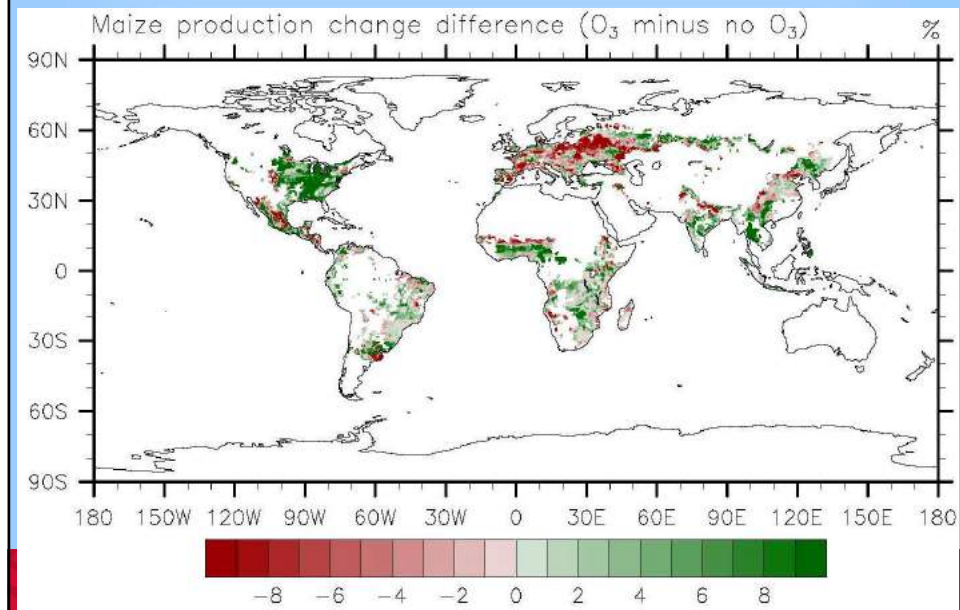 Maize production change difference (O₃ minus no O₃) %
90N
60N
30N
0
30S
60S
90S
180 150W 120W 90W 60W 30W 0 30E 60E 90E 120E 150E 180
−8 −6 −4 −2 0 2 4 6 8